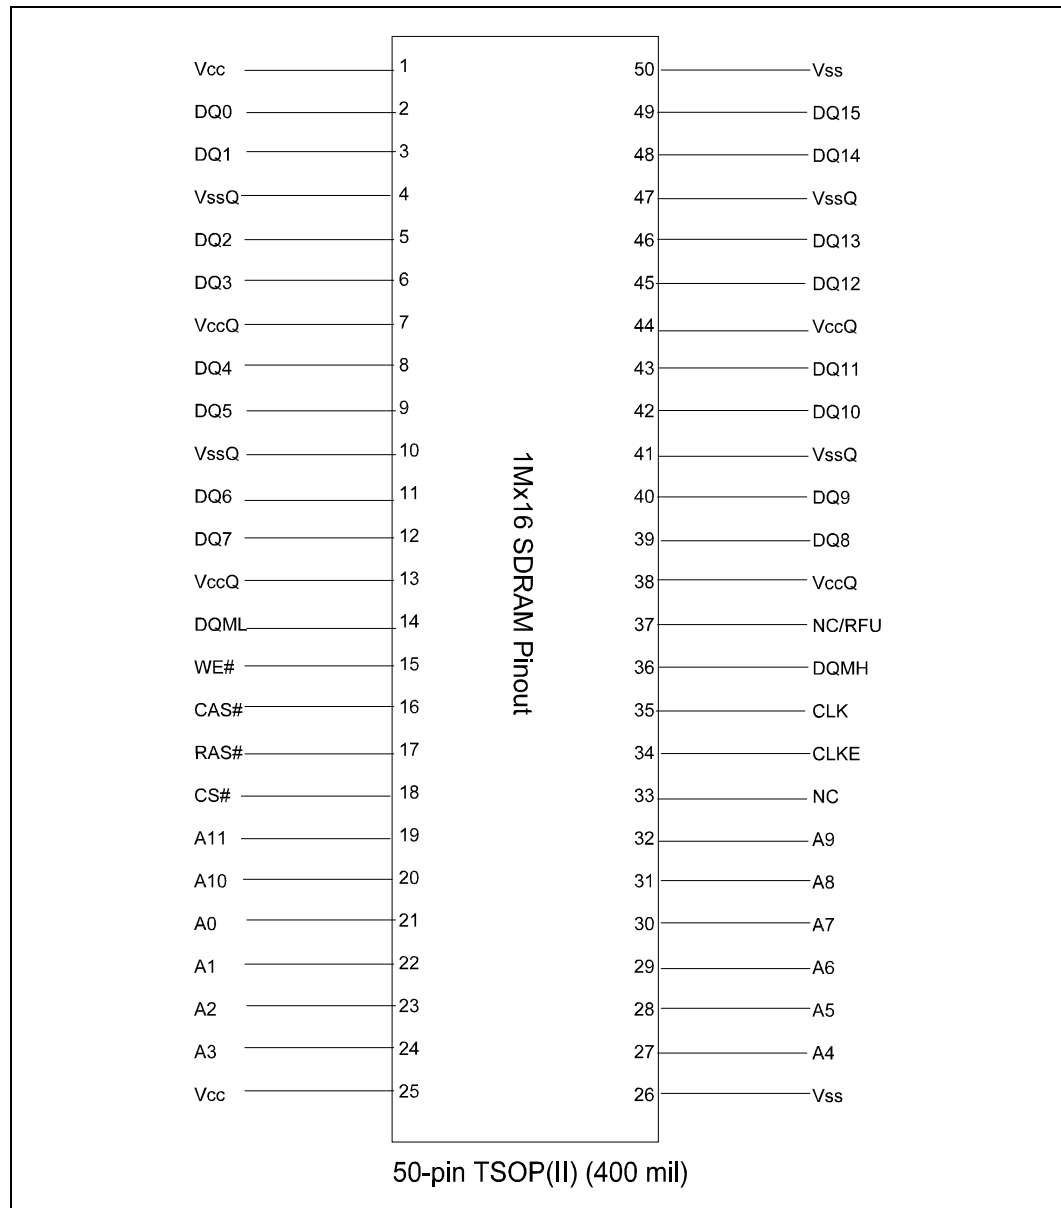 Vcc 1 50 Vss
DQ0 2 49 DQ15
DQ1 3 48 DQ14
VssQ 4 47 VssQ
DQ2 5 46 DQ13
DQ3 6 45 DQ12
VccQ 7 44 VccQ
DQ4 8 43 DQ11
DQ5 9 42 DQ10
VssQ 10 41 VssQ
DQ6 11 40 DQ9
DQ7 12 39 DQ8
VccQ 13 38 VccQ
DQML 14 37 NC/RFU
WE# 15 36 DQMH
CAS# 16 35 CLK
RAS# 17 34 CLKE
CS# 18 33 NC
A11 19 32 A9
A10 20 31 A8
A0 21 30 A7
A1 22 29 A6
A2 23 28 A5
A3 24 27 A4
Vcc 25 26 Vss
1Mx16 SDRAM Pinout
50-pin TSOP(II) (400 mil)